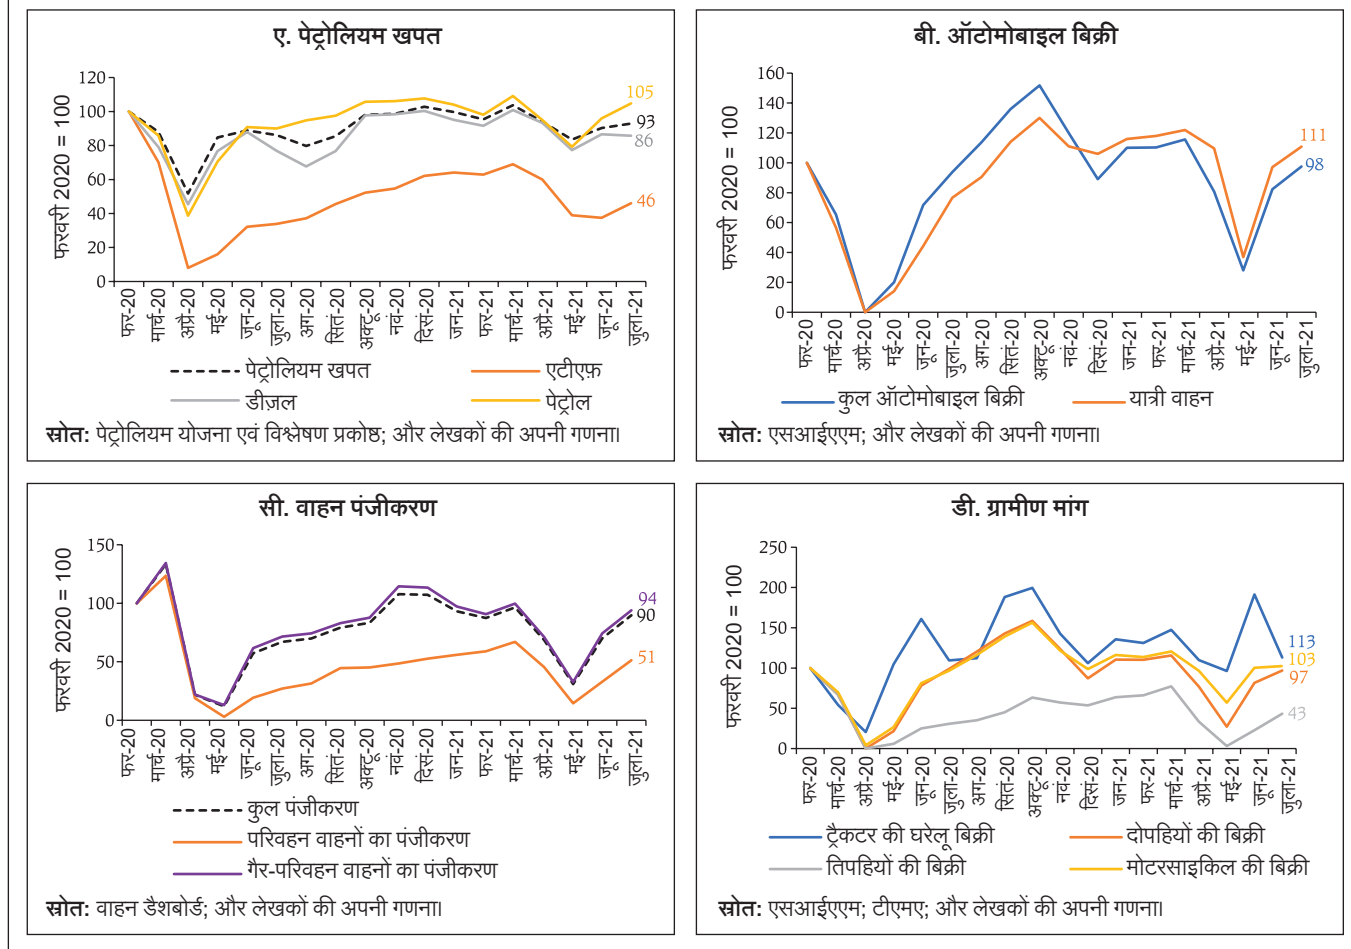 ए. पेट्रोलियम खपत
फरवरी 2020 = 100
120
100
80
60
40
20
0
105
93
86
46
फर-20
मार्च-20
अप्रै-20
मई-20
जून-20
जुला-20
अग-20
सितं-20
अक्टू-20
नवं-20
दिसं-20
जन-21
फर-21
मार्च-21
अप्रै-21
मई-21
जून-21
जुला-21
पेट्रोलियम खपत
एटीएफ़
डीज़ल
पेट्रोल
स्रोत: पेट्रोलियम योजना एवं विश्लेषण प्रकोष्ठ; और लेखकों की अपनी गणना।
बी. ऑटोमोबाइल बिक्री
फरवरी 2020 = 100
160
140
120
100
80
60
40
20
0
111
98
फर-20
मार्च-20
अप्रै-20
मई-20
जून-20
जुला-20
अग-20
सितं-20
अक्टू-20
नवं-20
दिसं-20
जन-21
फर-21
मार्च-21
अप्रै-21
मई-21
जून-21
जुला-21
कुल ऑटोमोबाइल बिक्री
यात्री वाहन
स्रोत: एसआईएएम; और लेखकों की अपनी गणना।
सी. वाहन पंजीकरण
फरवरी 2020 = 100
150
100
50
0
94
90
51
फर-20
मार्च-20
अप्रै-20
मई-20
जून-20
जुला-20
अग-20
सितं-20
अक्टू-20
नवं-20
दिसं-20
जन-21
फर-21
मार्च-21
अप्रै-21
मई-21
जून-21
जुला-21
कुल पंजीकरण
परिवहन वाहनों का पंजीकरण
गैर-परिवहन वाहनों का पंजीकरण
स्रोत: वाहन डैशबोर्ड; और लेखकों की अपनी गणना।
डी. ग्रामीण मांग
फरवरी 2020 = 100
250
200
150
100
50
0
113
103
97
43
फर-20
मार्च-20
अप्रै-20
मई-20
जून-20
जुला-20
अग-20
सितं-20
अक्टू-20
नवं-20
दिसं-20
जन-21
फर-21
मार्च-21
अप्रै-21
मई-21
जून-21
जुला-21
ट्रैकटर की घरेलू बिक्री
दोपहियों की बिक्री
तिपहियों की बिक्री
मोटरसाइकिल की बिक्री
स्रोत: एसआईएएम; टीएमए; और लेखकों की अपनी गणना।